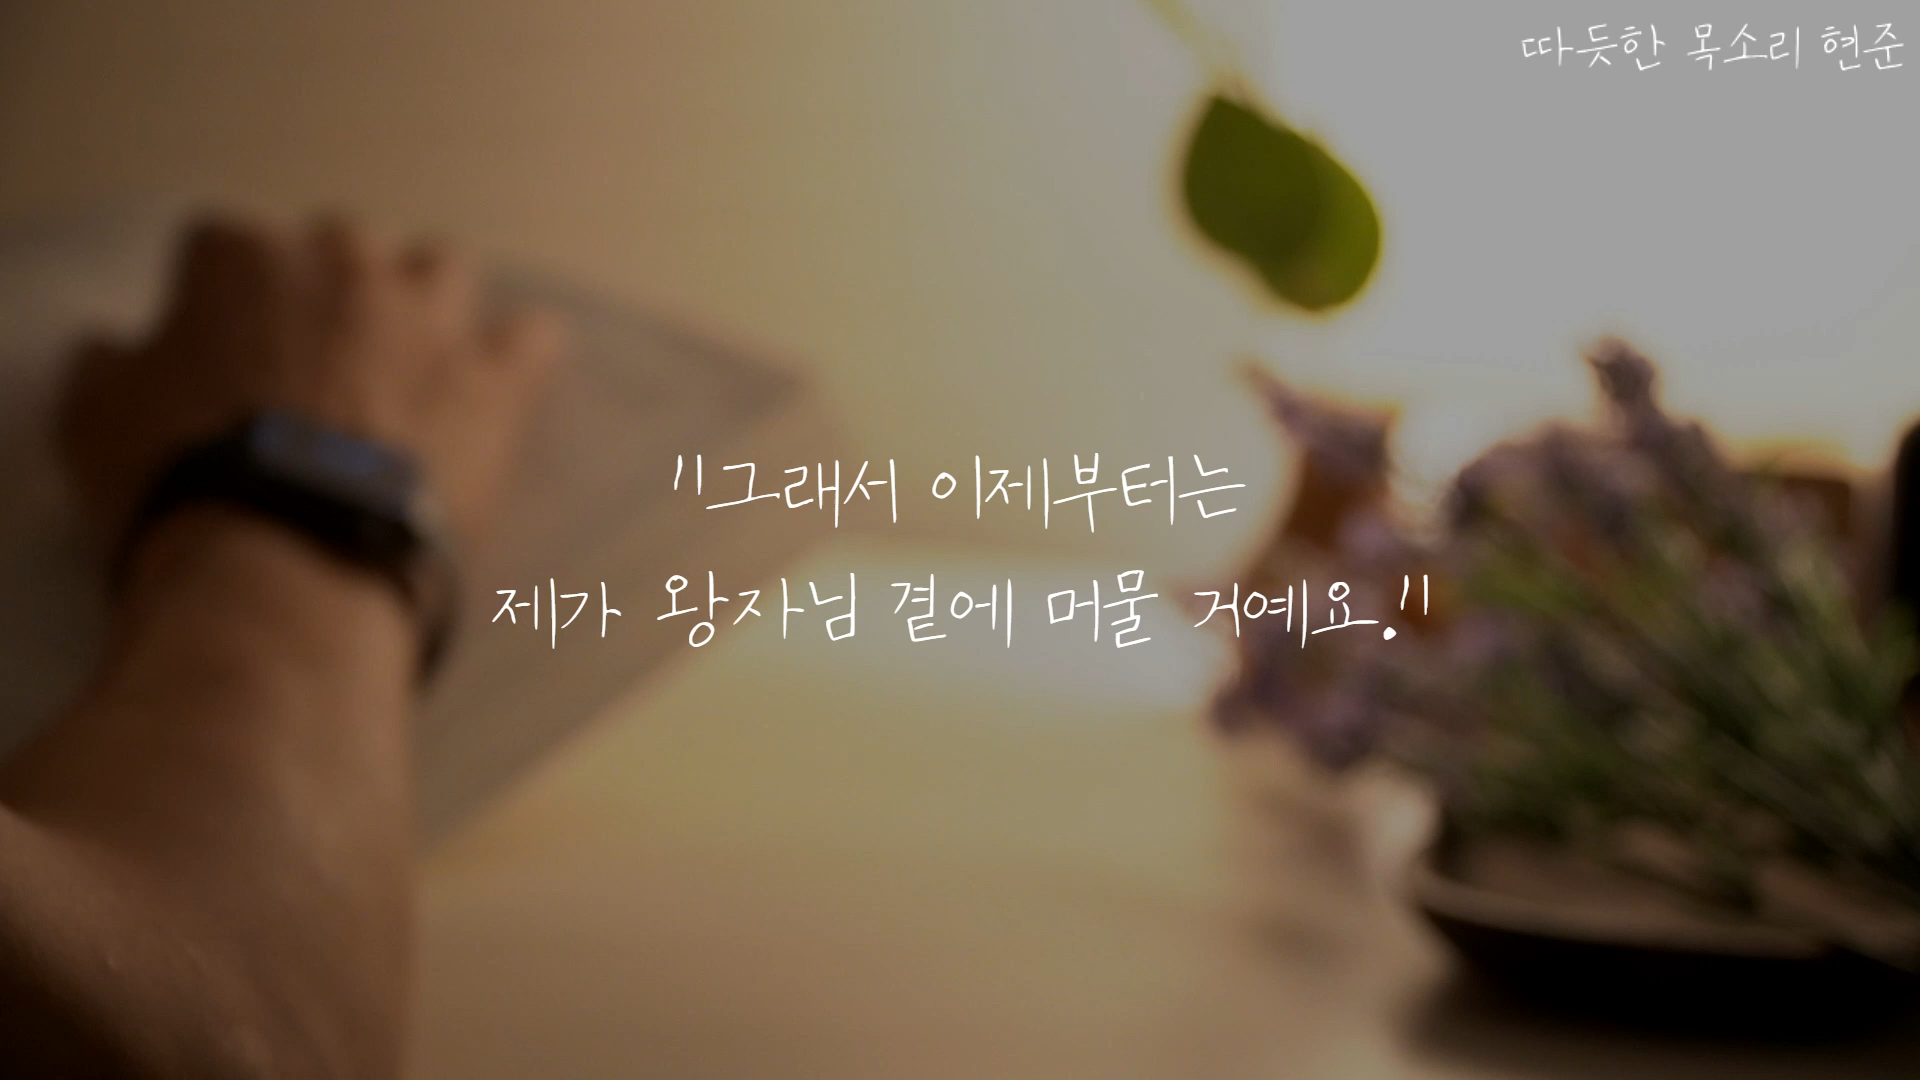 따듯한 목소리 현준
"그래서 이제부터는
제가 왕자님 곁에 머물 거예요."